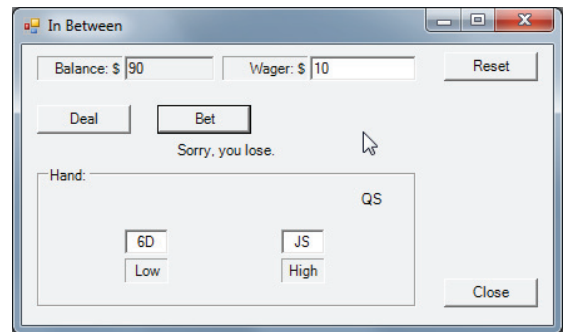 In Between
Balance: $ 90 Wager: $ 10 Reset
Deal Bet
Sorry, you lose.
Hand:
QS
6D JS
Low High
Close